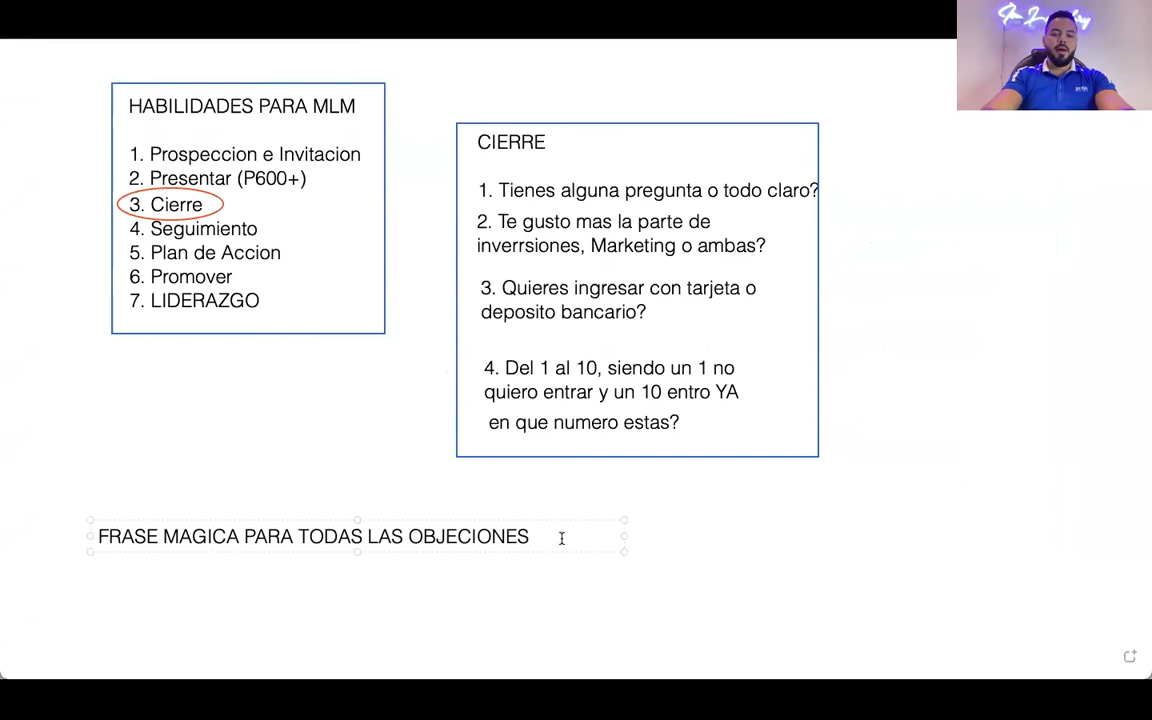 HABILIDADES PARA MLM
1. Prospeccion e Invitacion
2. Presentar (P600+)
3. Cierre
4. Seguimiento
5. Plan de Accion
6. Promover
7. LIDERAZGO
CIERRE
1. Tienes alguna pregunta o todo claro?
2. Te gusto mas la parte de
inverrsiones, Marketing o ambas?
3. Quieres ingresar con tarjeta o
deposito bancario?
4. Del 1 al 10, siendo un 1 no
quiero entrar y un 10 entro YA
en que numero estas?
FRASE MAGICA PARA TODAS LAS OBJECIONES